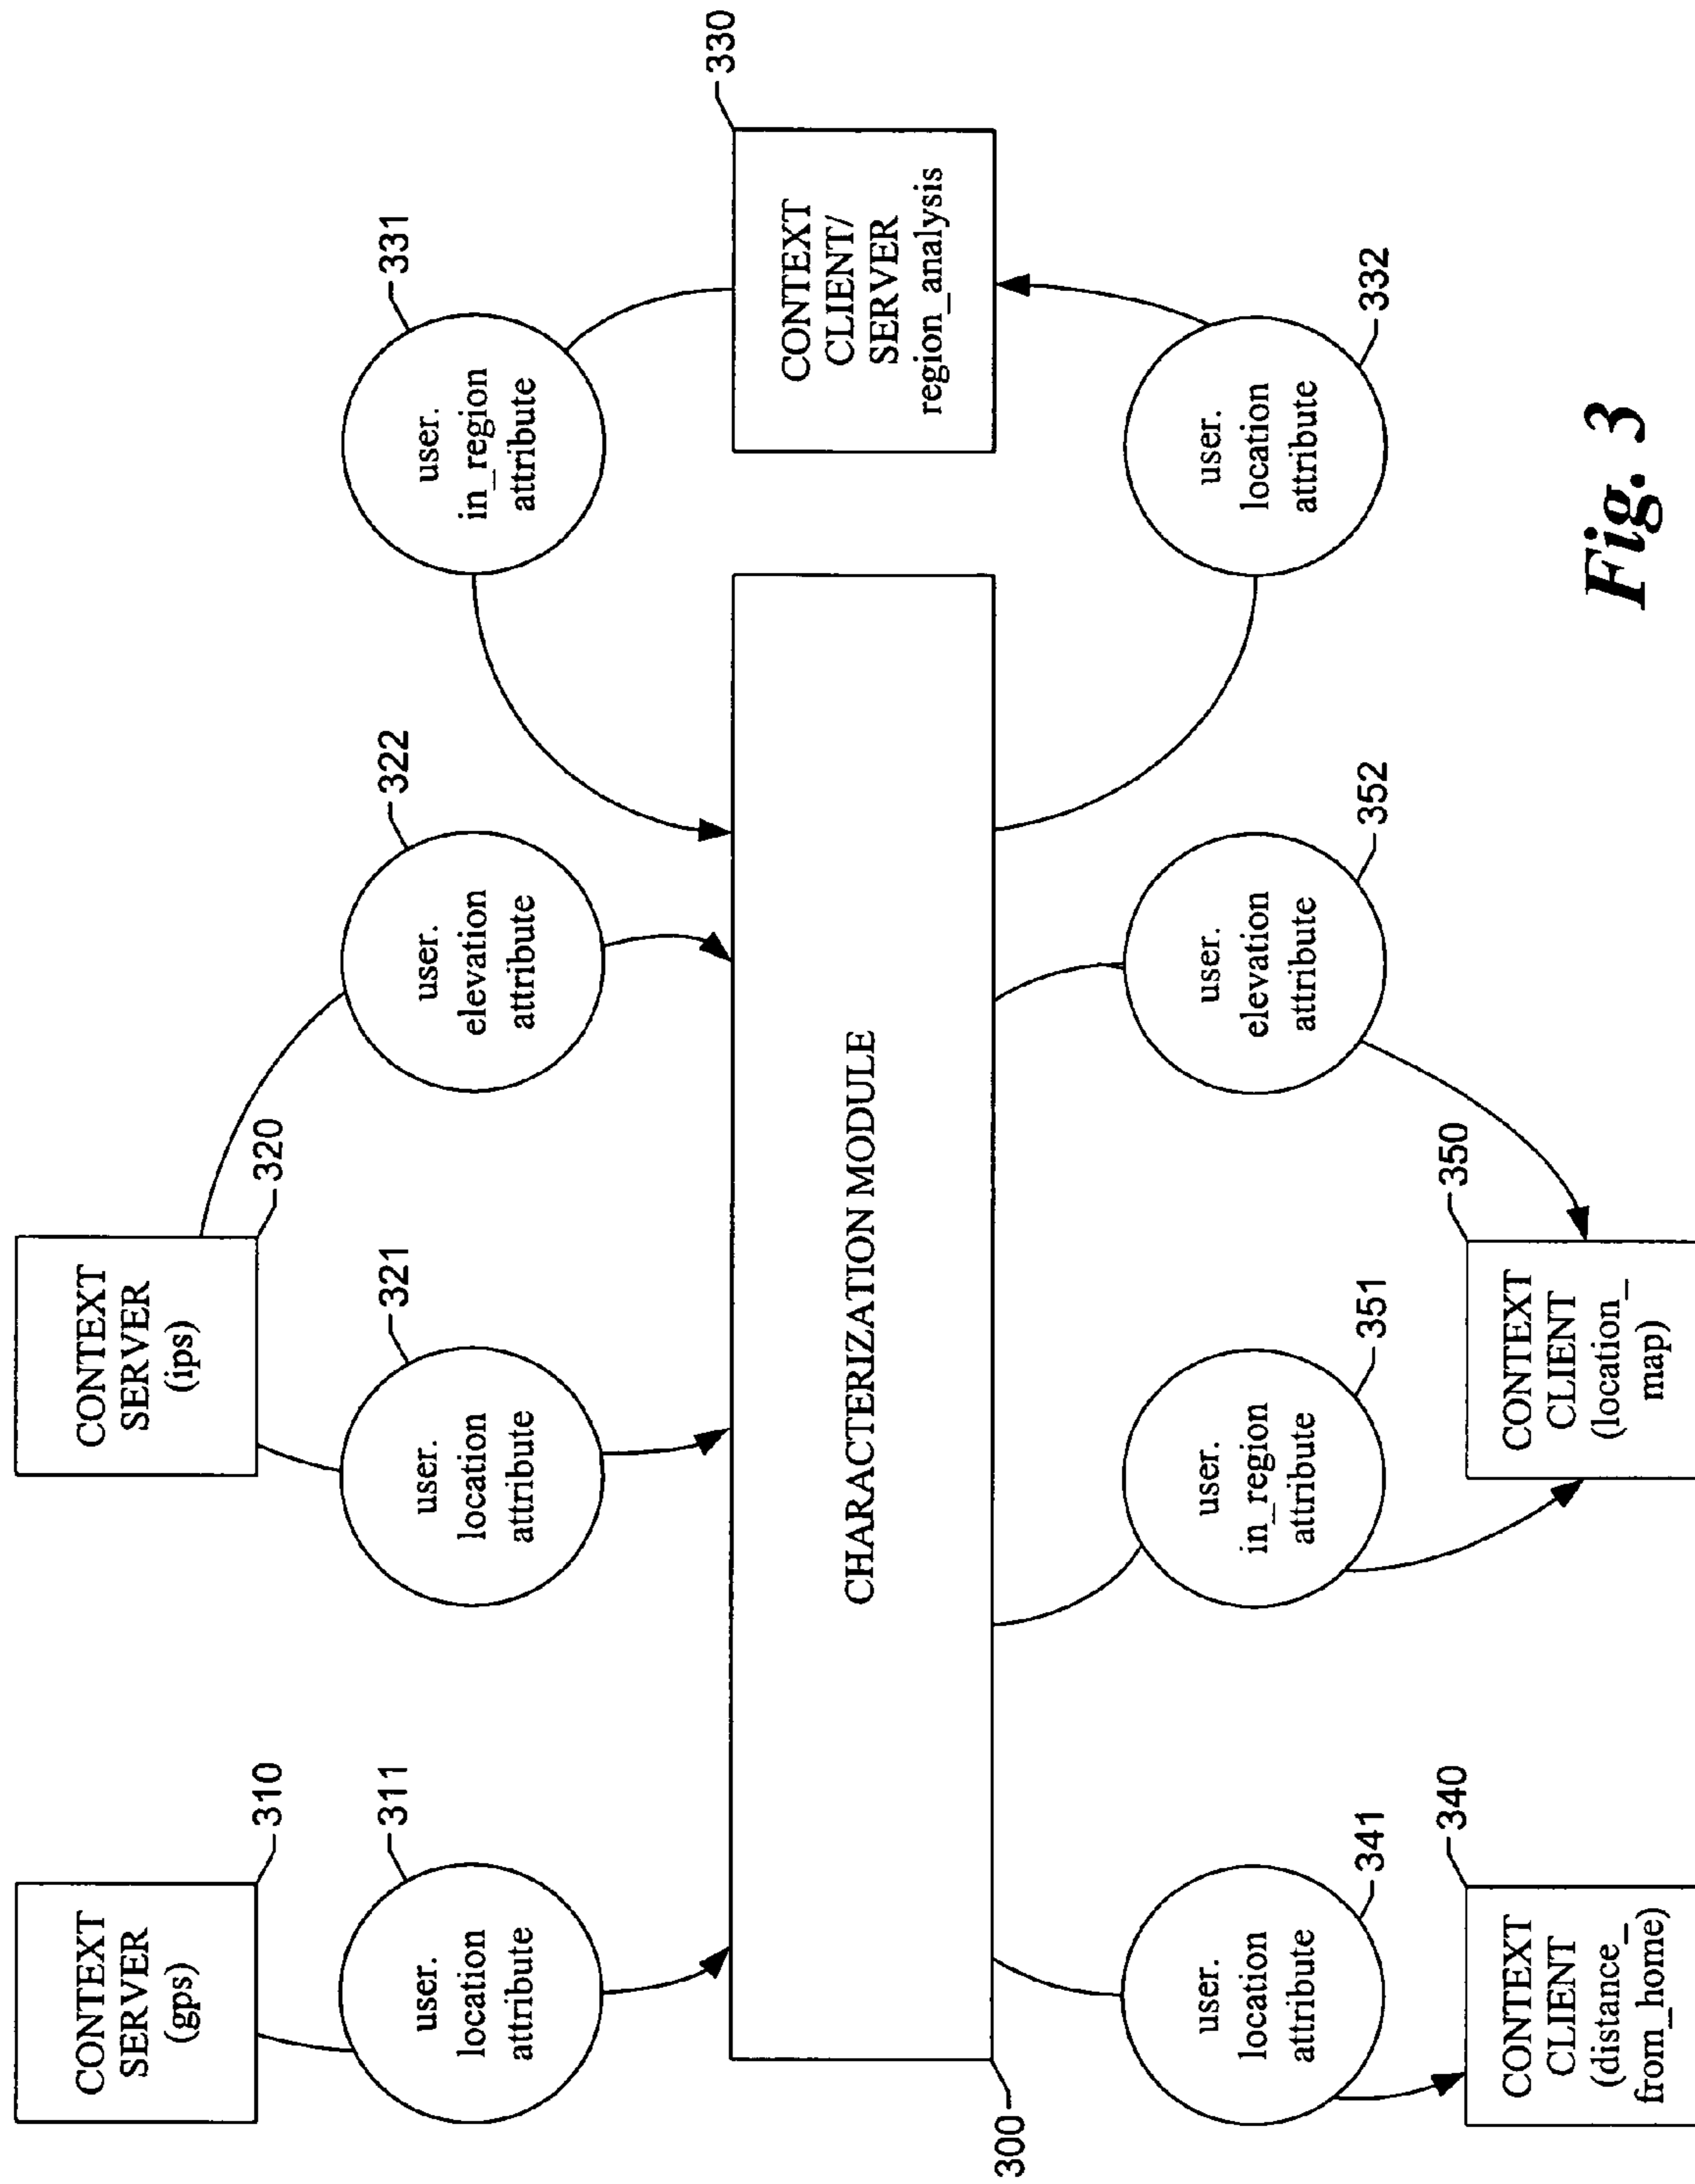 CONTEXT
SERVER
(gps)
310
CONTEXT
SERVER
(ips)
320
user.
location
attribute
311
user.
location
attribute
321
user.
elevation
attribute
322
user.
in_region
attribute
331
CHARACTERIZATION MODULE
300
CONTEXT
CLIENT/
SERVER
region_analysis
330
user.
location
attribute
341
user.
in_region
attribute
351
user.
elevation
attribute
352
user.
location
attribute
332
CONTEXT
CLIENT
(distance_
from_home)
340
CONTEXT
CLIENT
(location_
map)
350
Fig. 3